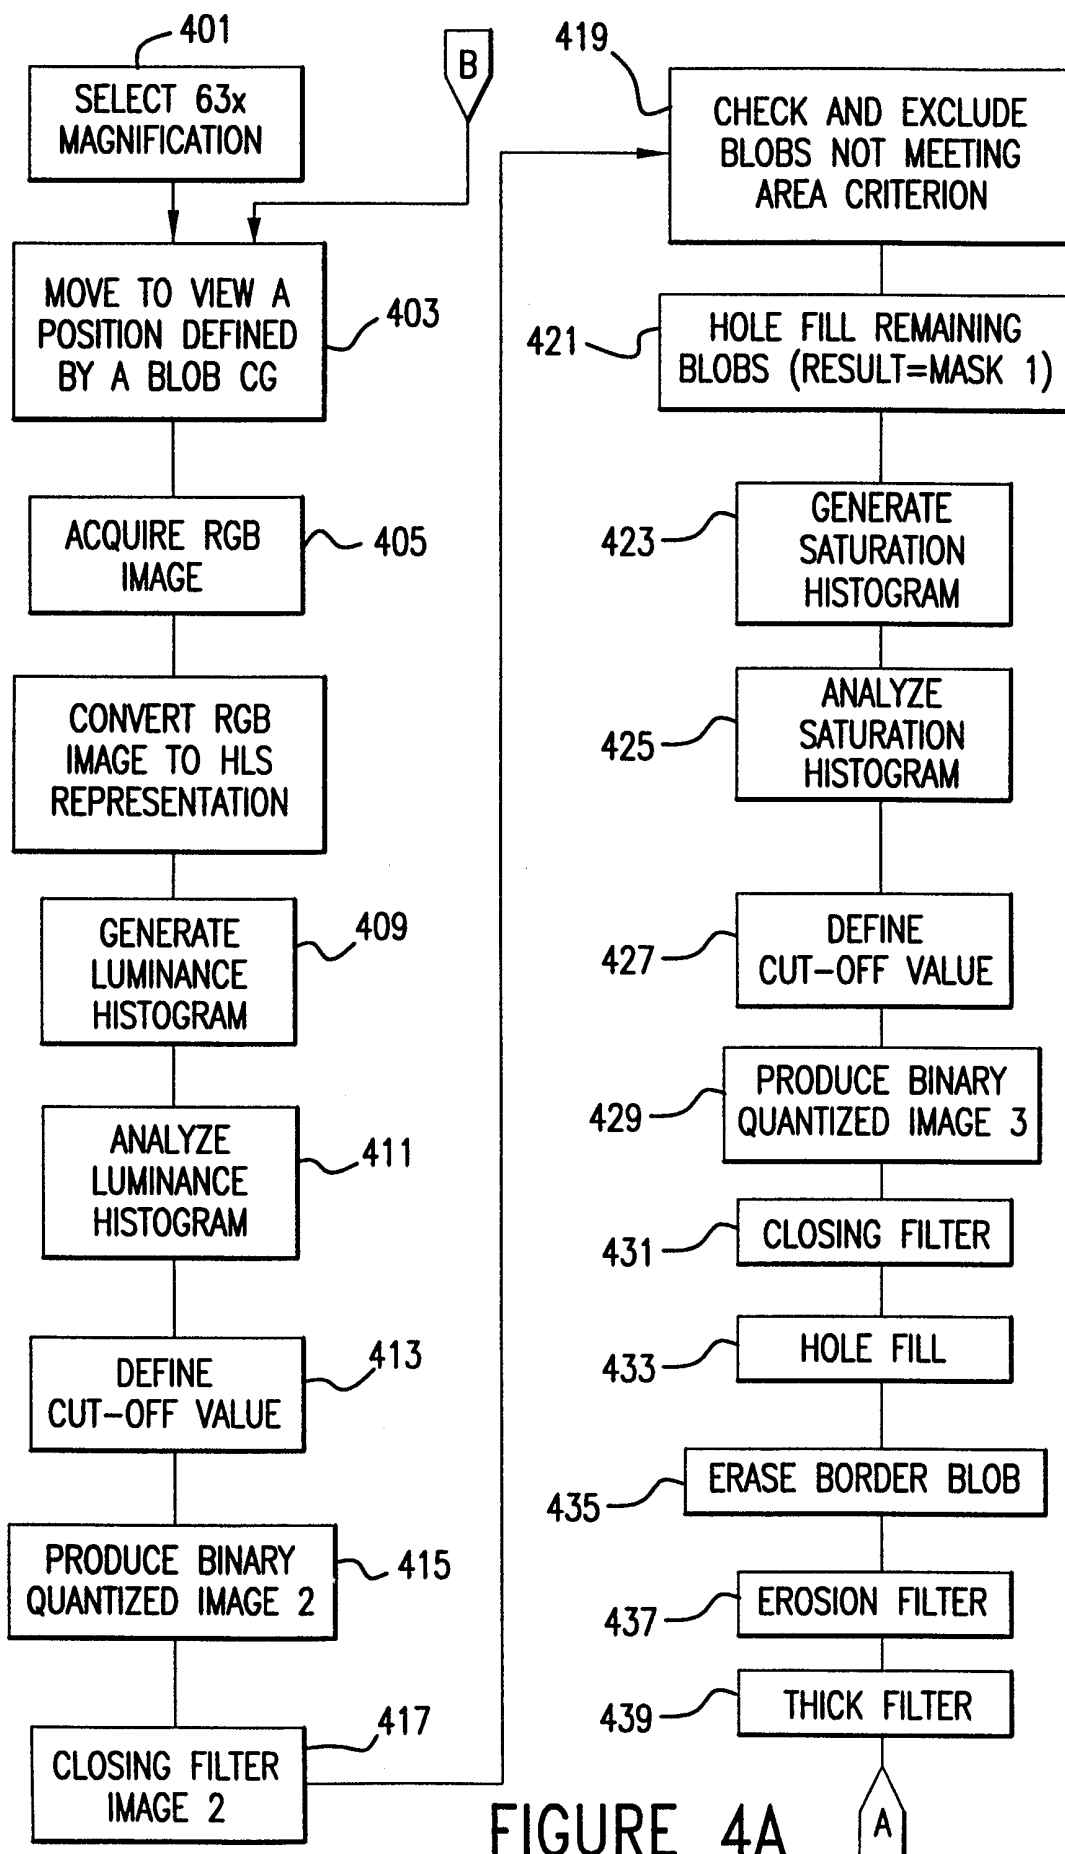 401
SELECT 63x
MAGNIFICATION
B
MOVE TO VIEW A
POSITION DEFINED
BY A BLOB CG
403
ACQUIRE RGB
IMAGE
405
CONVERT RGB
IMAGE TO HLS
REPRESENTATION
GENERATE
LUMINANCE
HISTOGRAM
409
ANALYZE
LUMINANCE
HISTOGRAM
411
DEFINE
CUT-OFF VALUE
413
PRODUCE BINARY
QUANTIZED IMAGE 2
415
CLOSING FILTER
IMAGE 2
417
419
CHECK AND EXCLUDE
BLOBS NOT MEETING
AREA CRITERION
421
HOLE FILL REMAINING
BLOBS (RESULT=MASK 1)
423
GENERATE
SATURATION
HISTOGRAM
425
ANALYZE
SATURATION
HISTOGRAM
427
DEFINE
CUT-OFF VALUE
429
PRODUCE BINARY
QUANTIZED IMAGE 3
431
CLOSING FILTER
433
HOLE FILL
435
ERASE BORDER BLOB
437
EROSION FILTER
439
THICK FILTER
A
FIGURE 4A